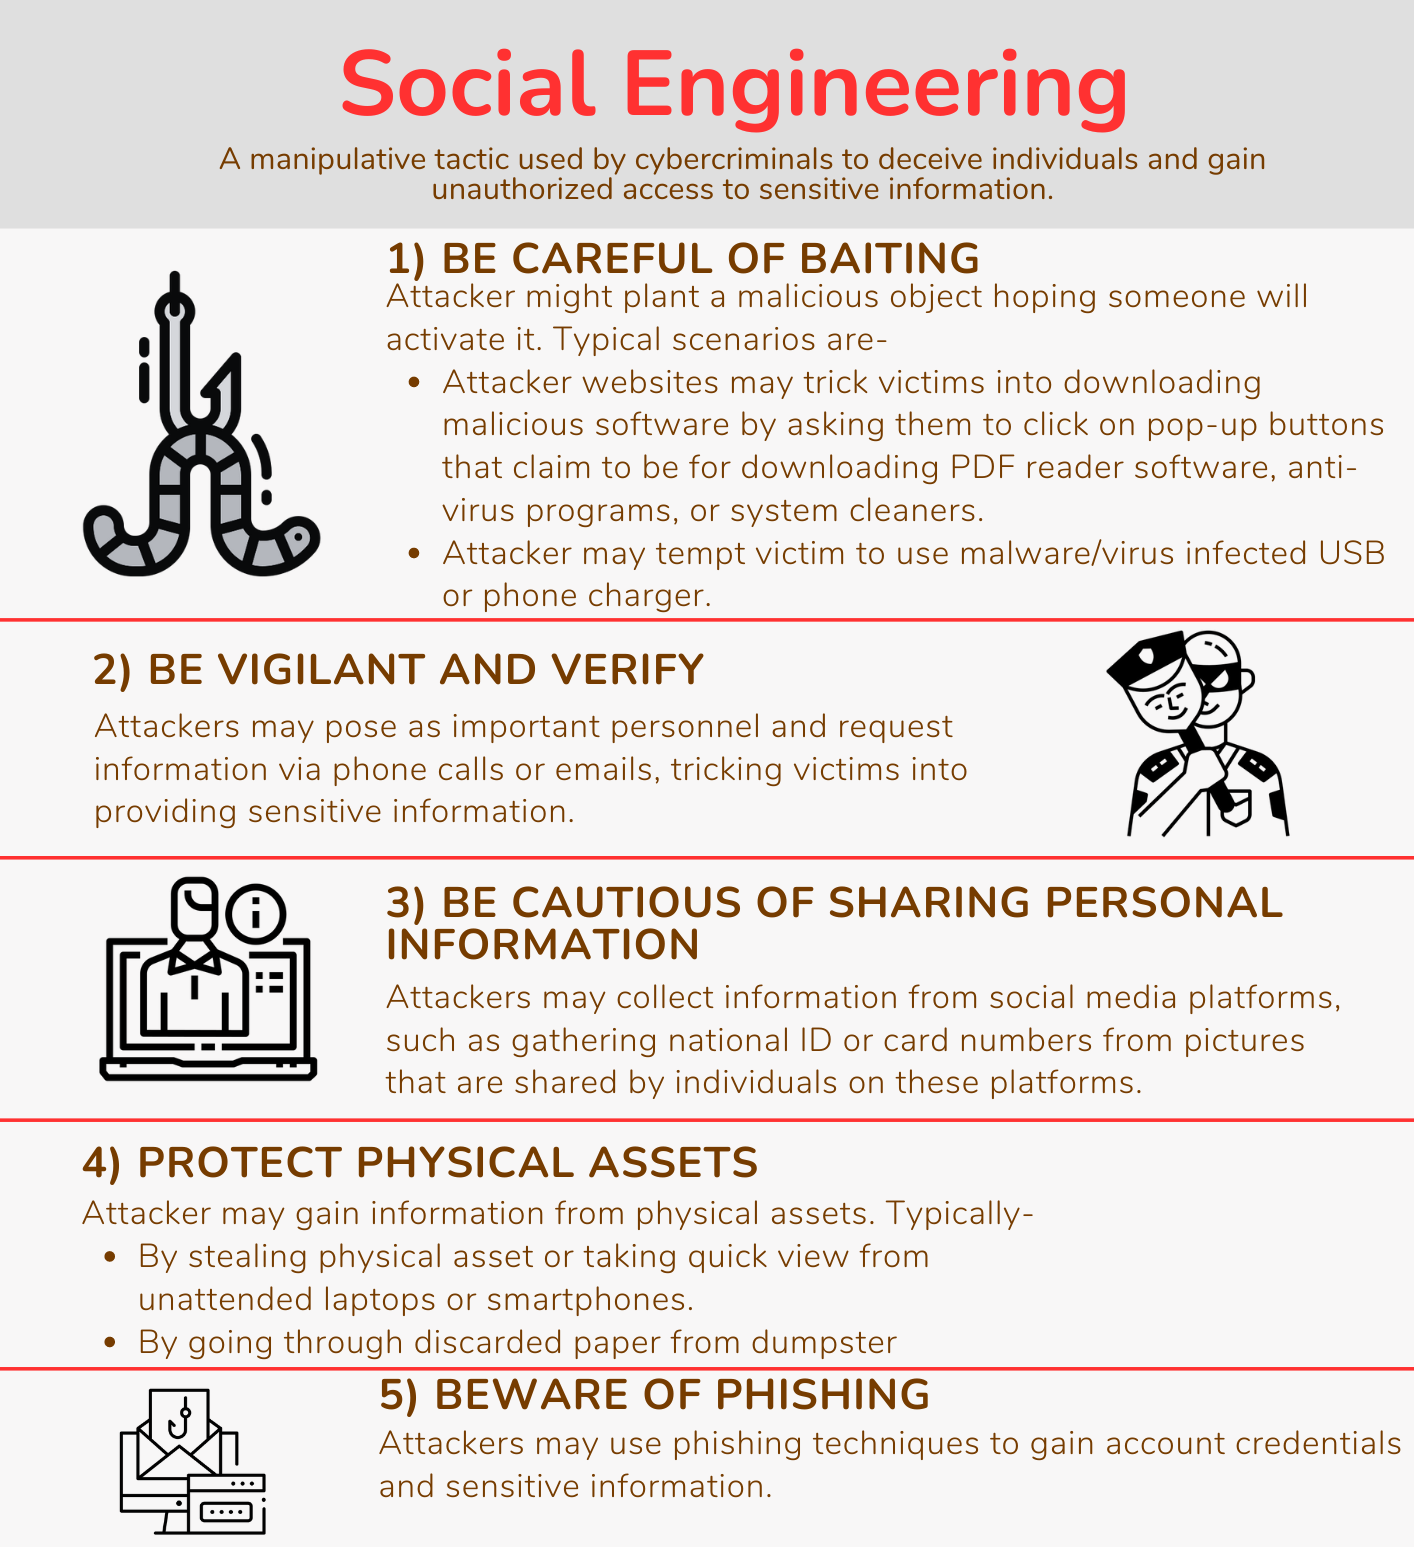 Social Engineering
A manipulative tactic used by cybercriminals to deceive individuals and gain
unauthorized access to sensitive information.
1) BE CAREFUL OF BAITING
Attacker might plant a malicious object hoping someone will
activate it. Typical scenarios are-
• Attacker websites may trick victims into downloading
malicious software by asking them to click on pop-up buttons
that claim to be for downloading PDF reader software, anti-
virus programs, or system cleaners.
• Attacker may tempt victim to use malware/virus infected USB
or phone charger.
2) BE VIGILANT AND VERIFY
Attackers may pose as important personnel and request
information via phone calls or emails, tricking victims into
providing sensitive information.
3) BE CAUTIOUS OF SHARING PERSONAL
INFORMATION
Attackers may collect information from social media platforms,
such as gathering national ID or card numbers from pictures
that are shared by individuals on these platforms.
4) PROTECT PHYSICAL ASSETS
Attacker may gain information from physical assets. Typically-
• By stealing physical asset or taking quick view from
unattended laptops or smartphones.
• By going through discarded paper from dumpster
5) BEWARE OF PHISHING
Attackers may use phishing techniques to gain account credentials
and sensitive information.